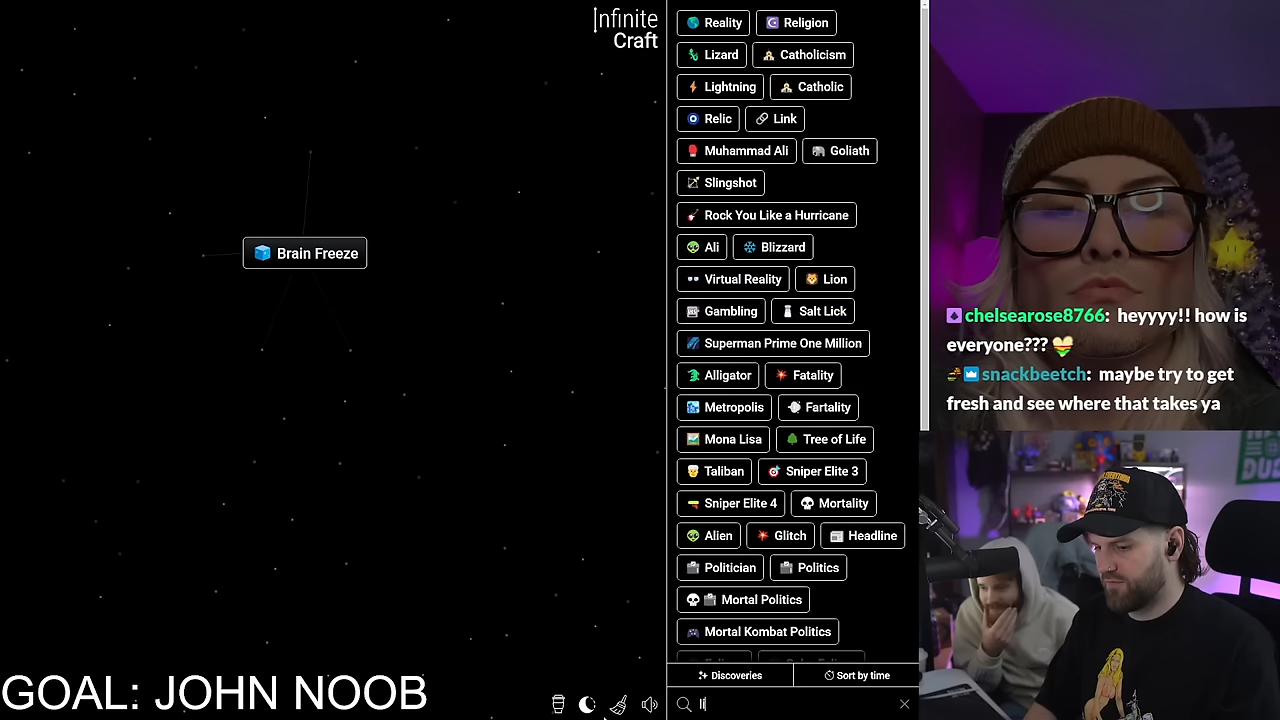 Infinite
Craft
Brain Freeze
Reality
Religion
Lizard
Catholicism
Lightning
Catholic
Relic
Link
Muhammad Ali
Goliath
Slingshot
Rock You Like a Hurricane
Ali
Blizzard
Virtual Reality
Lion
Gambling
Salt Lick
Superman Prime One Million
Alligator
Fatality
Metropolis
Fartality
Mona Lisa
Tree of Life
Taliban
Sniper Elite 3
Sniper Elite 4
Mortality
Alien
Glitch
Headline
Politician
Politics
Mortal Politics
Mortal Kombat Politics
Discoveries
Sort by time
li
GOAL: JOHN NOOB
chelsearose8766: heyyyy!! how is
everyone???
snackbeetch: maybe try to get
fresh and see where that takes ya